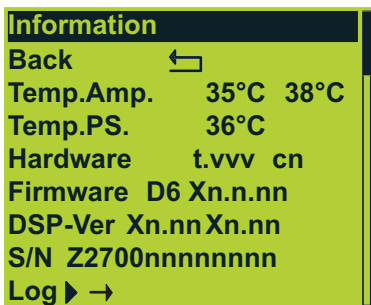 Information
Back
Temp.Amp. 35°C 38°C
Temp.PS. 36°C
Hardware t.vvv cn
Firmware D6 Xn.n.nn
DSP-Ver Xn.nn Xn.nn
S/N Z2700nnnnnnnn
Log